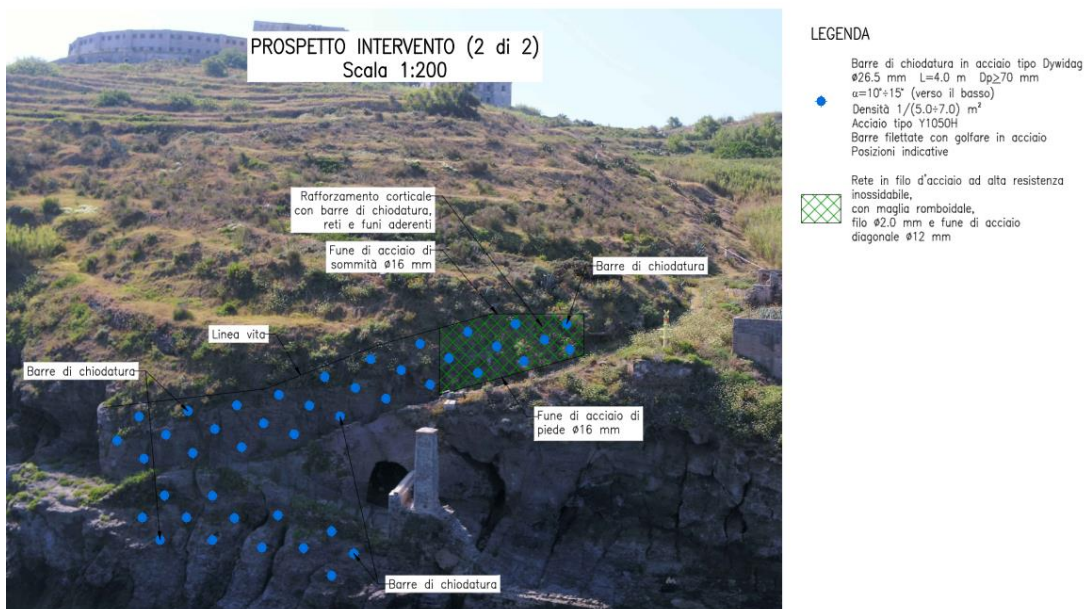 PROSPETTO INTERVENTO (2 di 2)
Scala 1:200
Rafforzamento corticale
con barre di chiodatura,
reti e funi aderenti
Fune di acciaio di
sommità ø16 mm
Barre di chiodatura
Linea vita
Barre di chiodatura
Fune di acciaio di
piede ø16 mm
Barre di chiodatura
LEGENDA
Barre di chiodatura in acciaio tipo Dywidag
ø26.5 mm L=4.0 m Dp≥70 mm
α=10°÷15° (verso il basso)
Densità 1/(5.0÷7.0) m²
Acciaio tipo Y1050H
Barre filettate con golfare in acciaio
Posizioni indicative
Rete in filo d'acciaio ad alta resistenza
inossidabile,
con maglia romboidale,
filo ø2.0 mm e fune di acciaio
diagonale ø12 mm